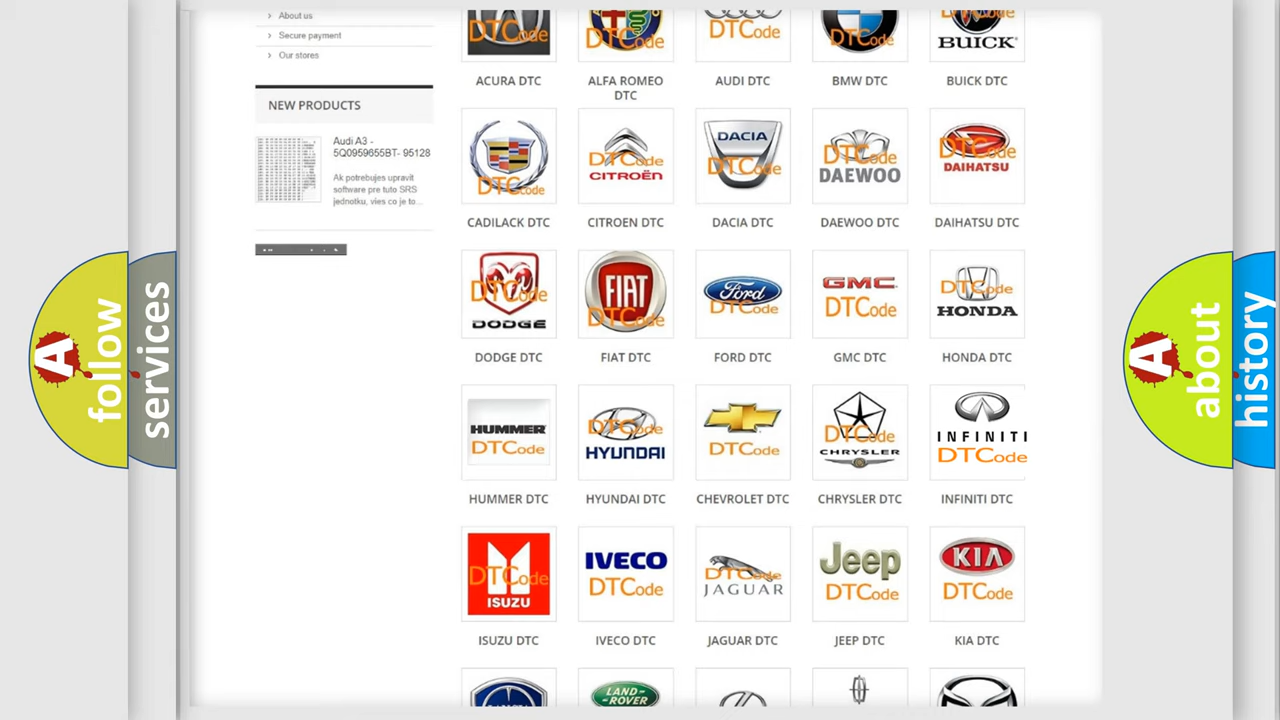 About us
Secure payment
Our stores
NEW PRODUCTS
Audi A3 -
5Q0959655BT- 95128
Ak potrebujes upravit
software pre tuto SRS
jednotku, vies co je to...
DTCode
DTCode
DTCode
DTCode
BUICK
ACURA DTC
ALFA ROMEO
DTC
AUDI DTC
BMW DTC
BUICK DTC
DTCode
DTCode
CITROËN
DACIA
DTCode
DTCode
DAEWOO
DTCode
DAIHATSU
CADILACK DTC
CITROEN DTC
DACIA DTC
DAEWOO DTC
DAIHATSU DTC
DTCode
DODGE
FIAT
DTCode
Ford
DTCode
GMC
DTCode
DTCode
HONDA
DODGE DTC
FIAT DTC
FORD DTC
GMC DTC
HONDA DTC
HUMMER
DTCode
DTCode
HYUNDAI
DTCode
DTCode
CHRYSLER
INFINITI
DTCode
HUMMER DTC
HYUNDAI DTC
CHEVROLET DTC
CHRYSLER DTC
INFINITI DTC
DTCode
ISUZU
IVECO
DTCode
DTCode
JAGUAR
Jeep
DTCode
KIA
DTCode
ISUZU DTC
IVECO DTC
JAGUAR DTC
JEEP DTC
KIA DTC
LAND-
ROVER
A
follow
services
A
about
history